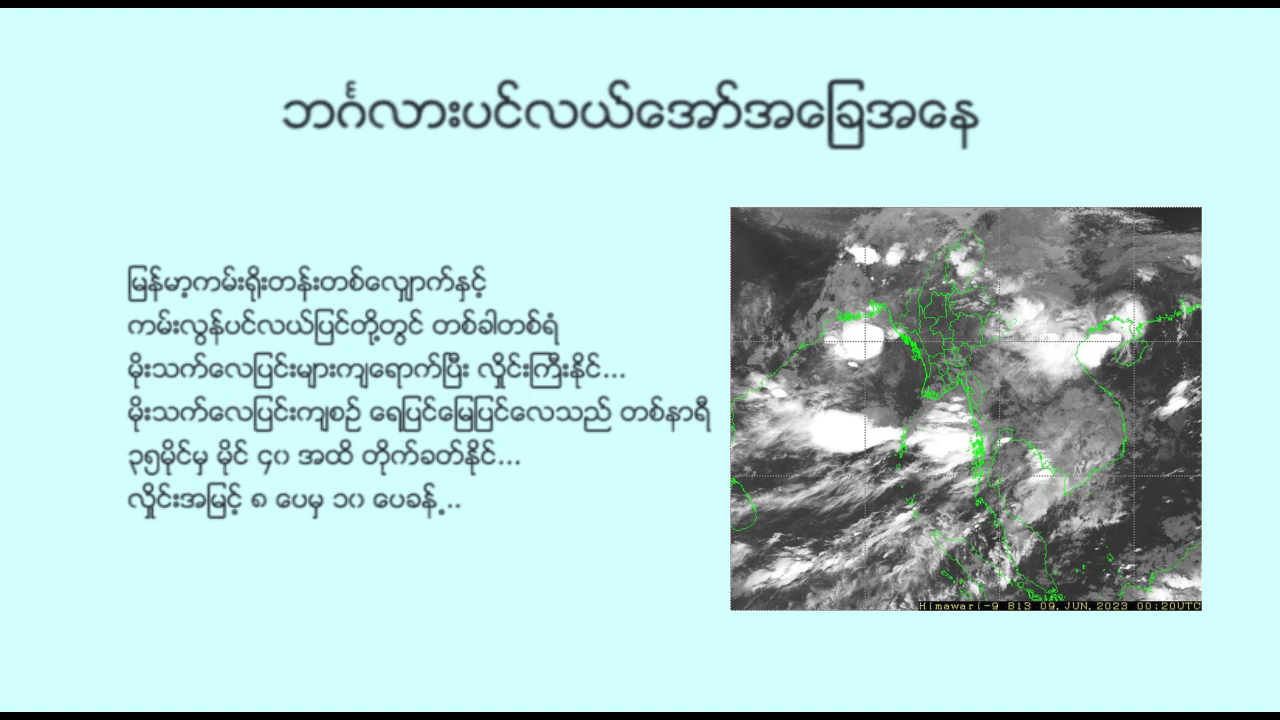 ဘင်္ဂလားပင်လယ်အော်အခြေအနေ
မြန်မာ့ကမ်းရိုးတန်းတစ်လျှောက်နှင့်
ကမ်းလွန်ပင်လယ်ပြင်တို့တွင် တစ်ခါတစ်ရံ
မိုးသက်လေပြင်းများကျရောက်ပြီး လှိုင်းကြီးနိုင်...
မိုးသက်လေပြင်းကျစဉ် ရေပြင်မြေပြင်လေသည် တစ်နာရီ
၃၅မိုင်မှ မိုင် ၄၀ အထိ တိုက်ခတ်နိုင်...
လှိုင်းအမြင့် ၈ ပေမှ ၁၀ ပေခန့်...
Himawari-9 B13 09.JUN.2023 00:20UTC